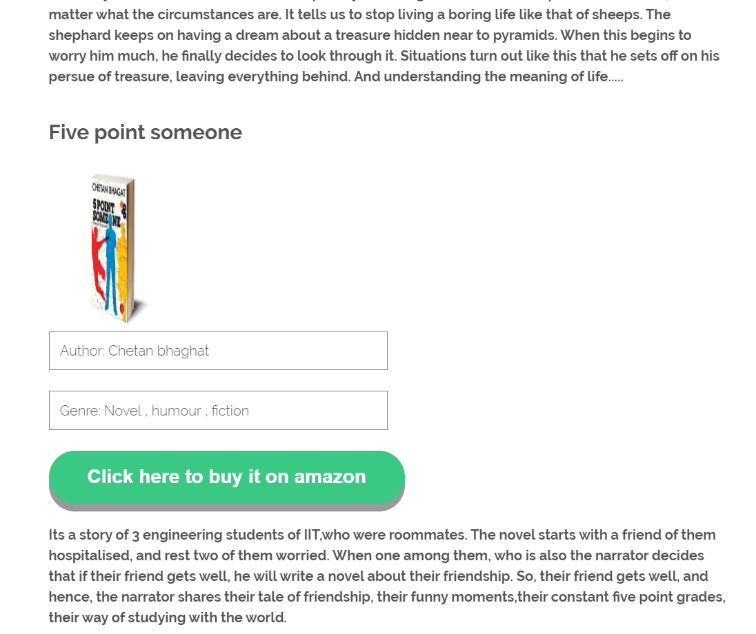 matter what the circumstances are. It tells us to stop living a boring life like that of sheeps. The
shephard keeps on having a dream about a treasure hidden near to pyramids. When this begins to
worry him much, he finally decides to look through it. Situations turn out like this that he sets off on his
persue of treasure, leaving everything behind. And understanding the meaning of life.....
Five point someone
CHETAN BHAGAT
5 POINT
SOMEONE
Author: Chetan bhaghat
Genre: Novel , humour , fiction
Click here to buy it on amazon
Its a story of 3 engineering students of IIT,who were roommates. The novel starts with a friend of them
hospitalised, and rest two of them worried. When one among them, who is also the narrator decides
that if their friend gets well, he will write a novel about their friendship. So, their friend gets well, and
hence, the narrator shares their tale of friendship, their funny moments,their constant five point grades,
their way of studying with the world.